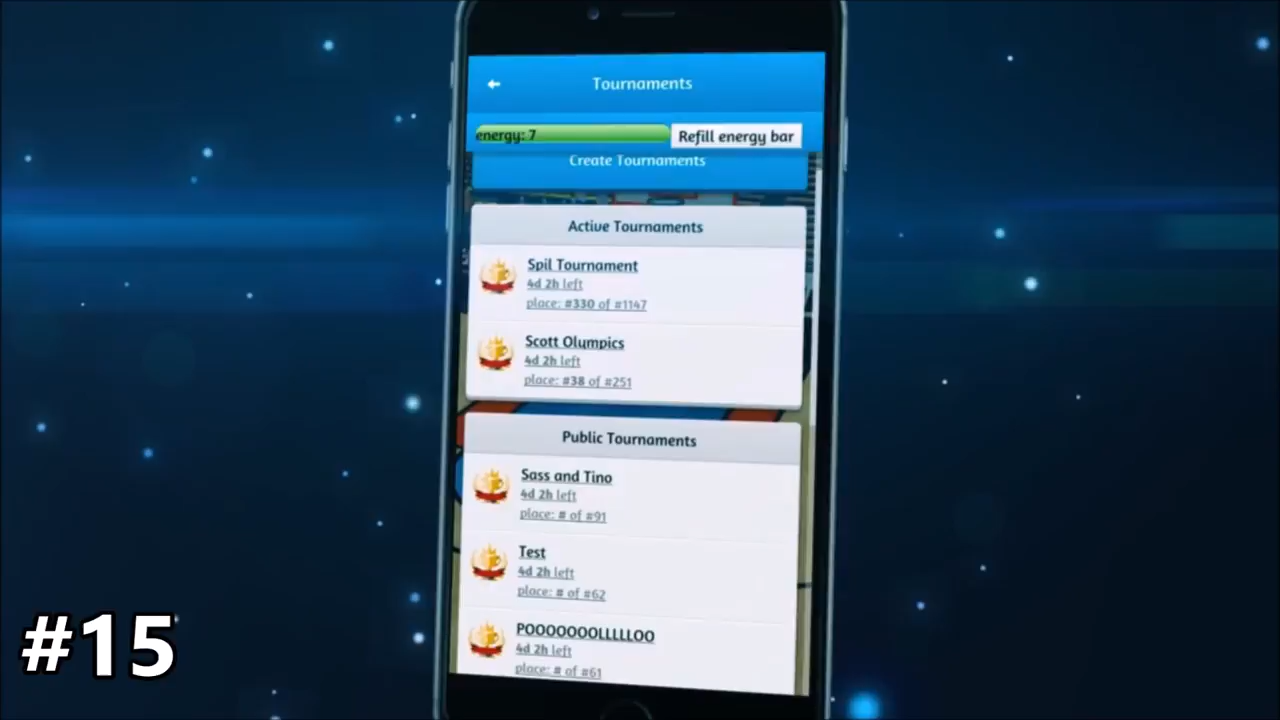 Tournaments
energy: 7
Refill energy bar
Create Tournaments
Active Tournaments
Spil Tournament
4d 2h left
place: #330 of #1147
Scott Olympics
4d 2h left
place: #38 of #251
Public Tournaments
Sass and Tino
4d 2h left
place: # of #91
Test
4d 2h left
place: # of #62
POOOOOOOLLLLLOO
4d 2h left
place: # of #61
#15